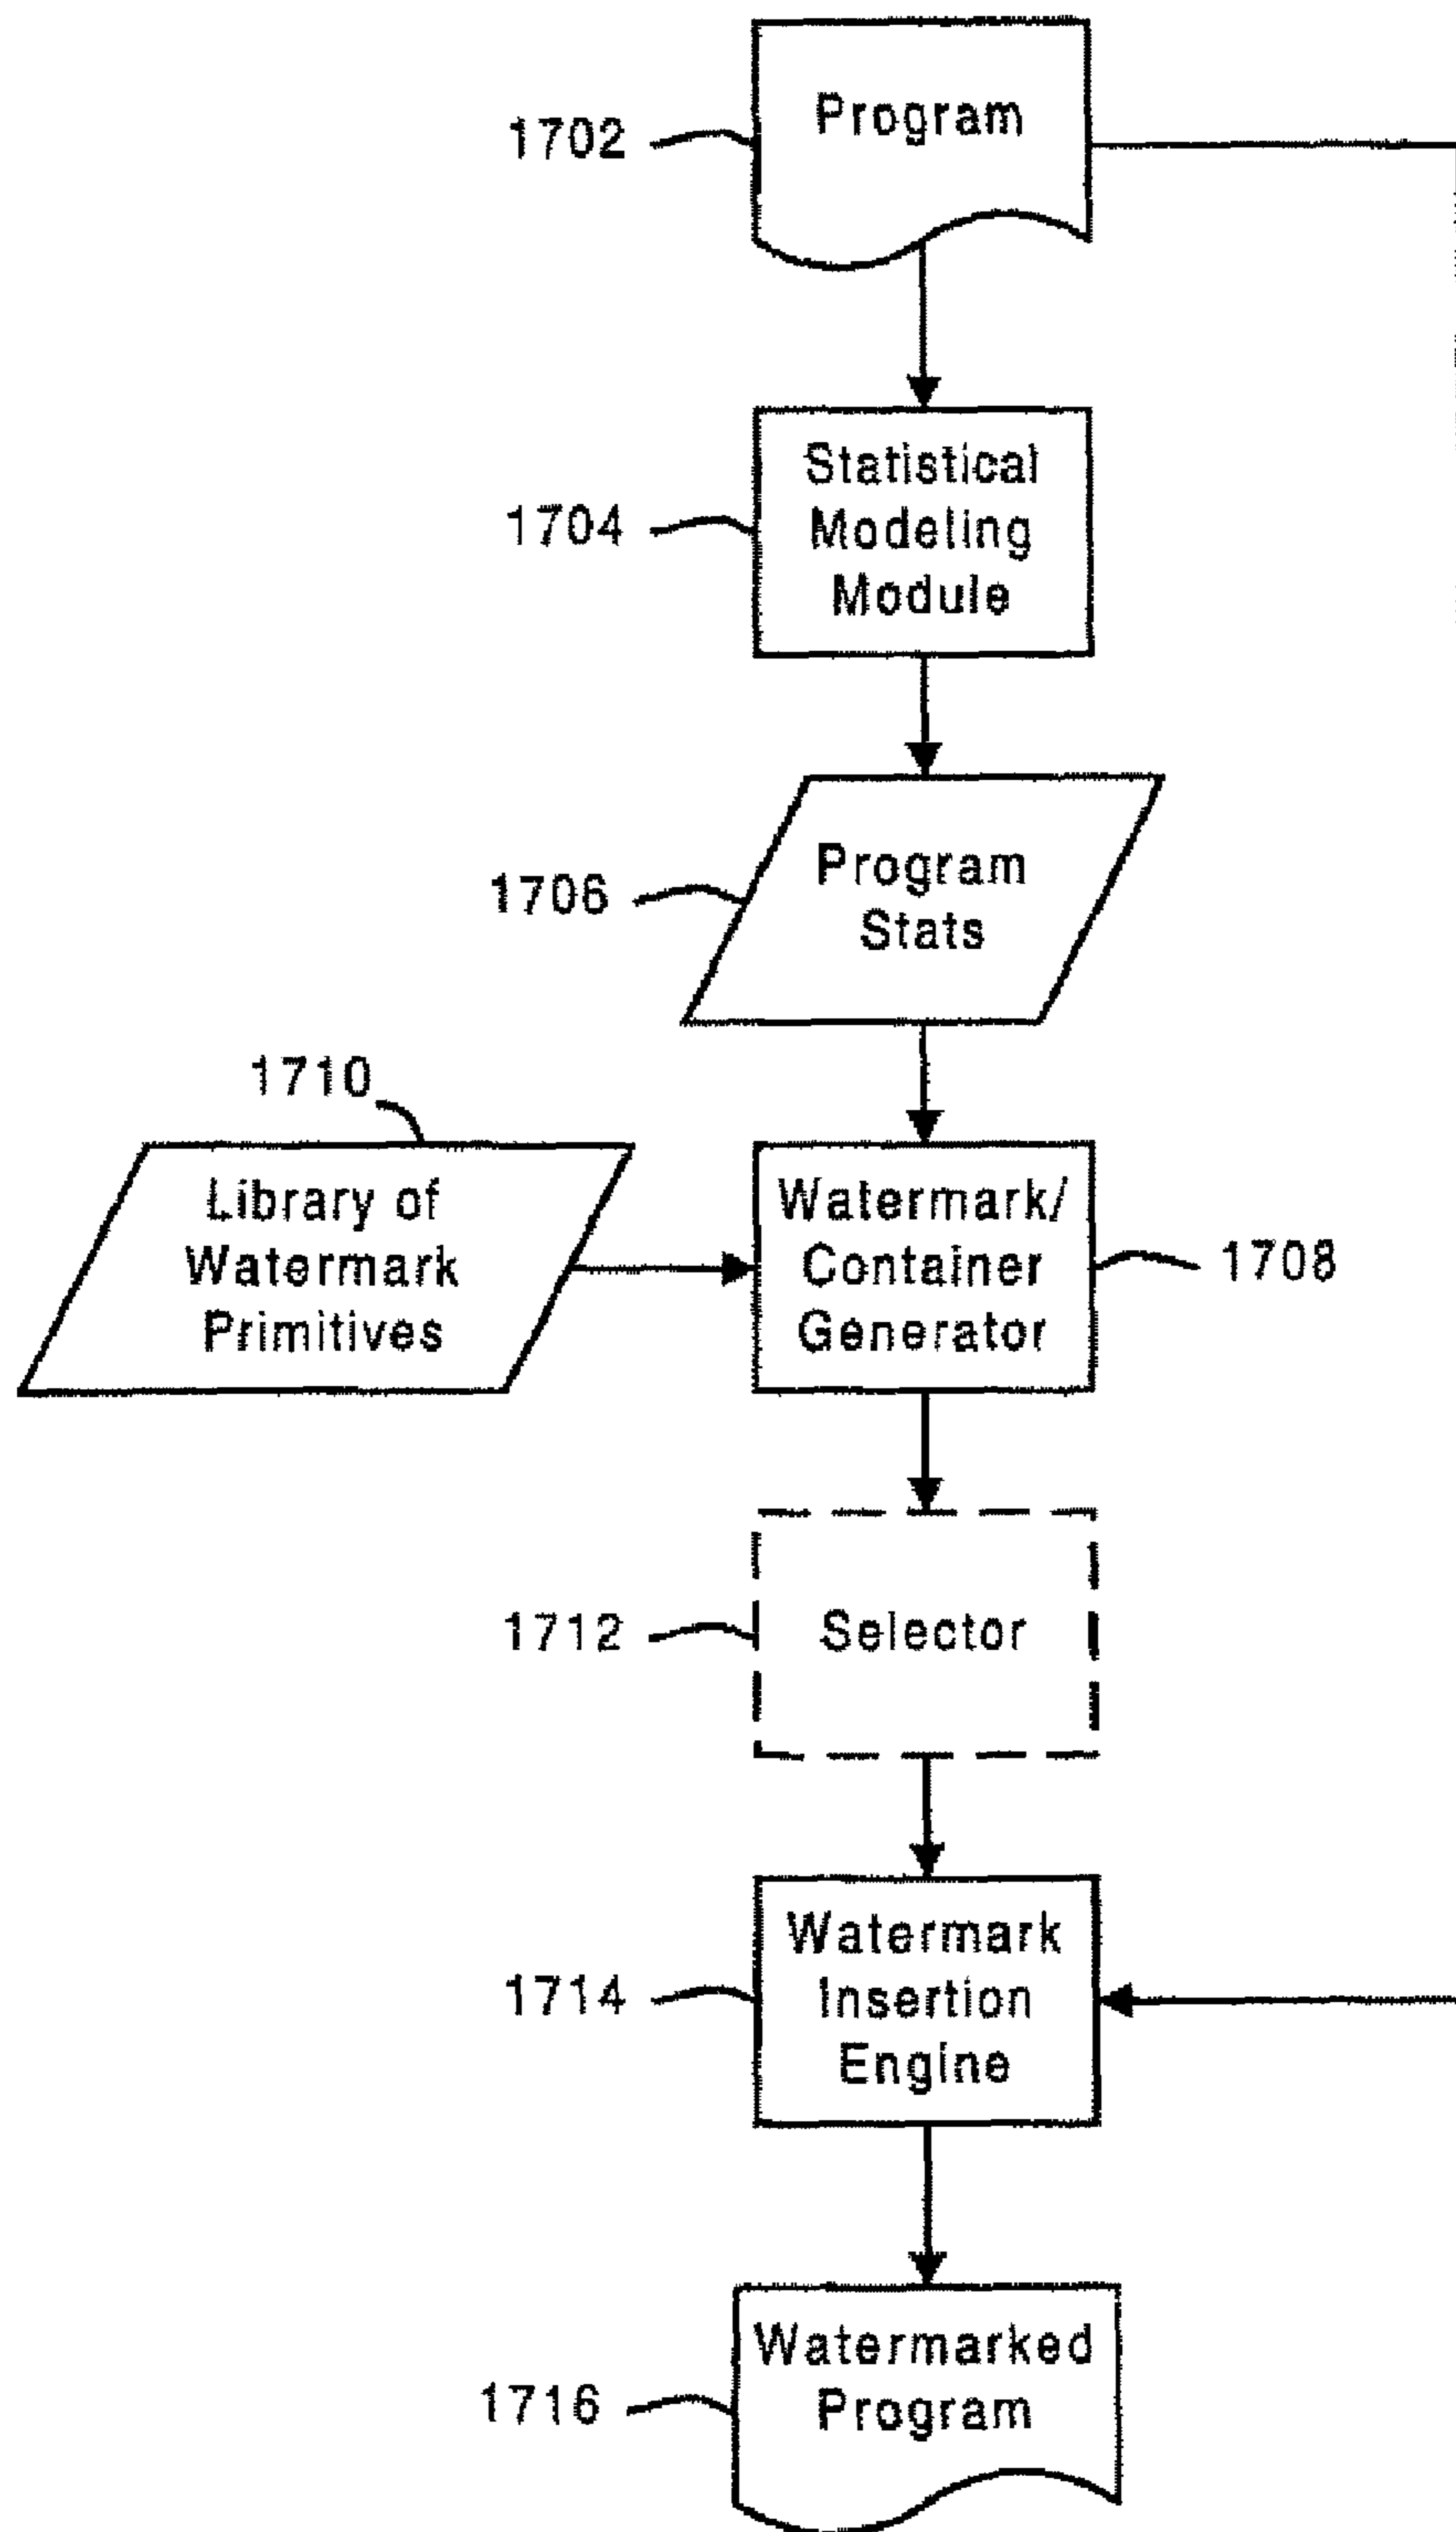 Program
1702
Statistical
Modeling
Module
1704
Program
Stats
1706
1710
Library of
Watermark
Primitives
Watermark/
Container
Generator
1708
Selector
1712
Watermark
Insertion
Engine
1714
Watermarked
Program
1716